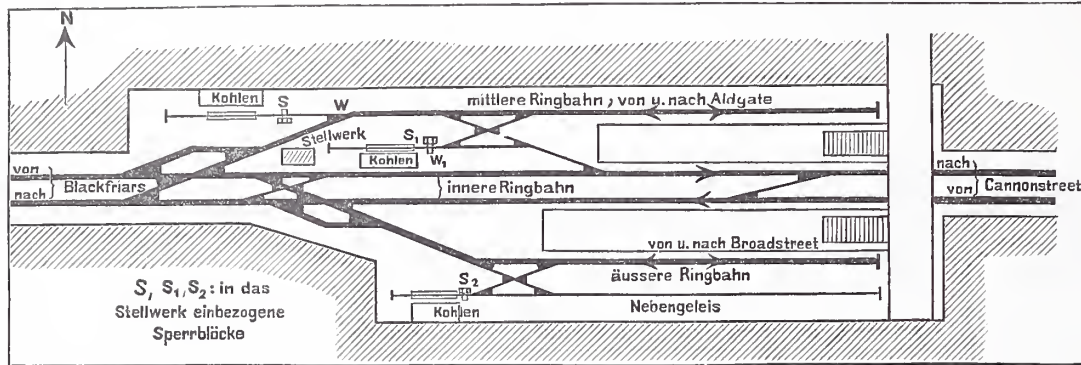 N
Kohlen
S
W
mittlere Ringbahn, von u. nach Aldgate
Stellwerk
S1
W1
Kohlen
von
nach
Blackfriars
innere Ringbahn
nach
von
Cannonstreet
von u. nach Broadstreet
äussere Ringbahn
S2
Kohlen
Nebengeleis
S, S1, S2: in das
Stellwerk einbezogene
Sperrblöcke